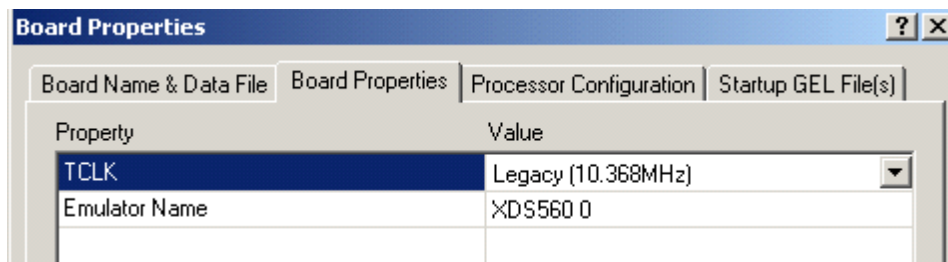 Board Properties ? X
Board Name & Data File Board Properties Processor Configuration Startup GEL File(s)
Property Value
TCLK Legacy (10.368MHz)
Emulator Name XDS560 0